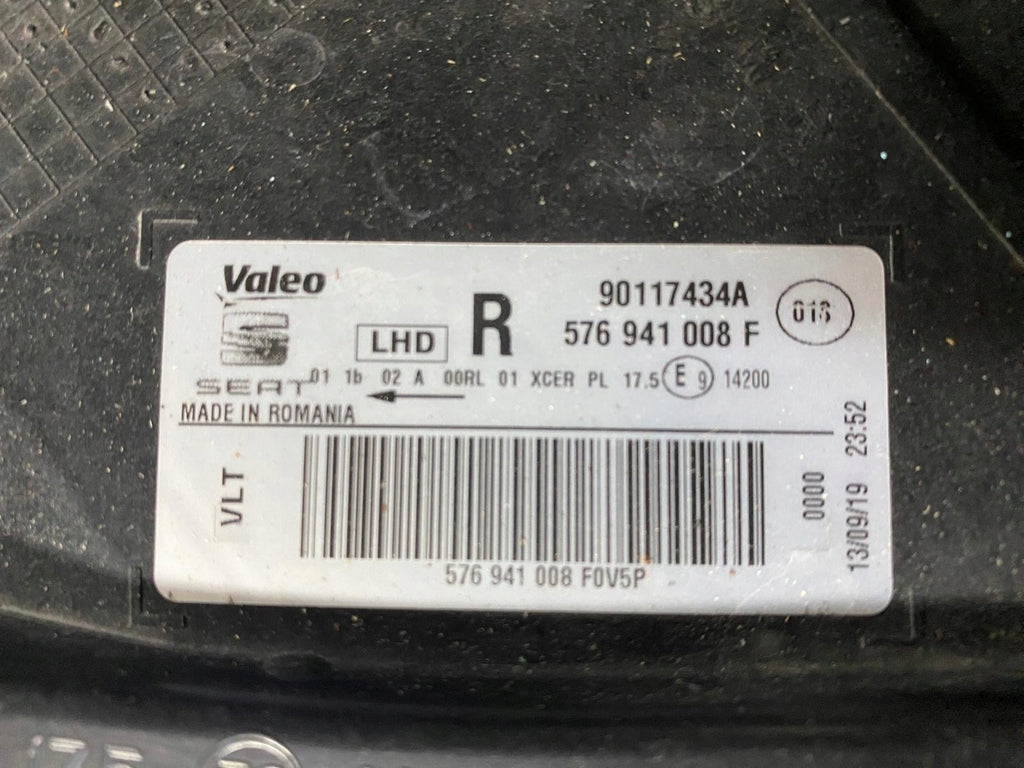 Valeo
SEAT
LHD
R
90117434A
576 941 008 F
01 1b 02 A 00RL 01 XCER PL 17.5 E 9 14200
MADE IN ROMANIA
VLT
576 941 008 F0V5P
0000
13/09/19 23:52